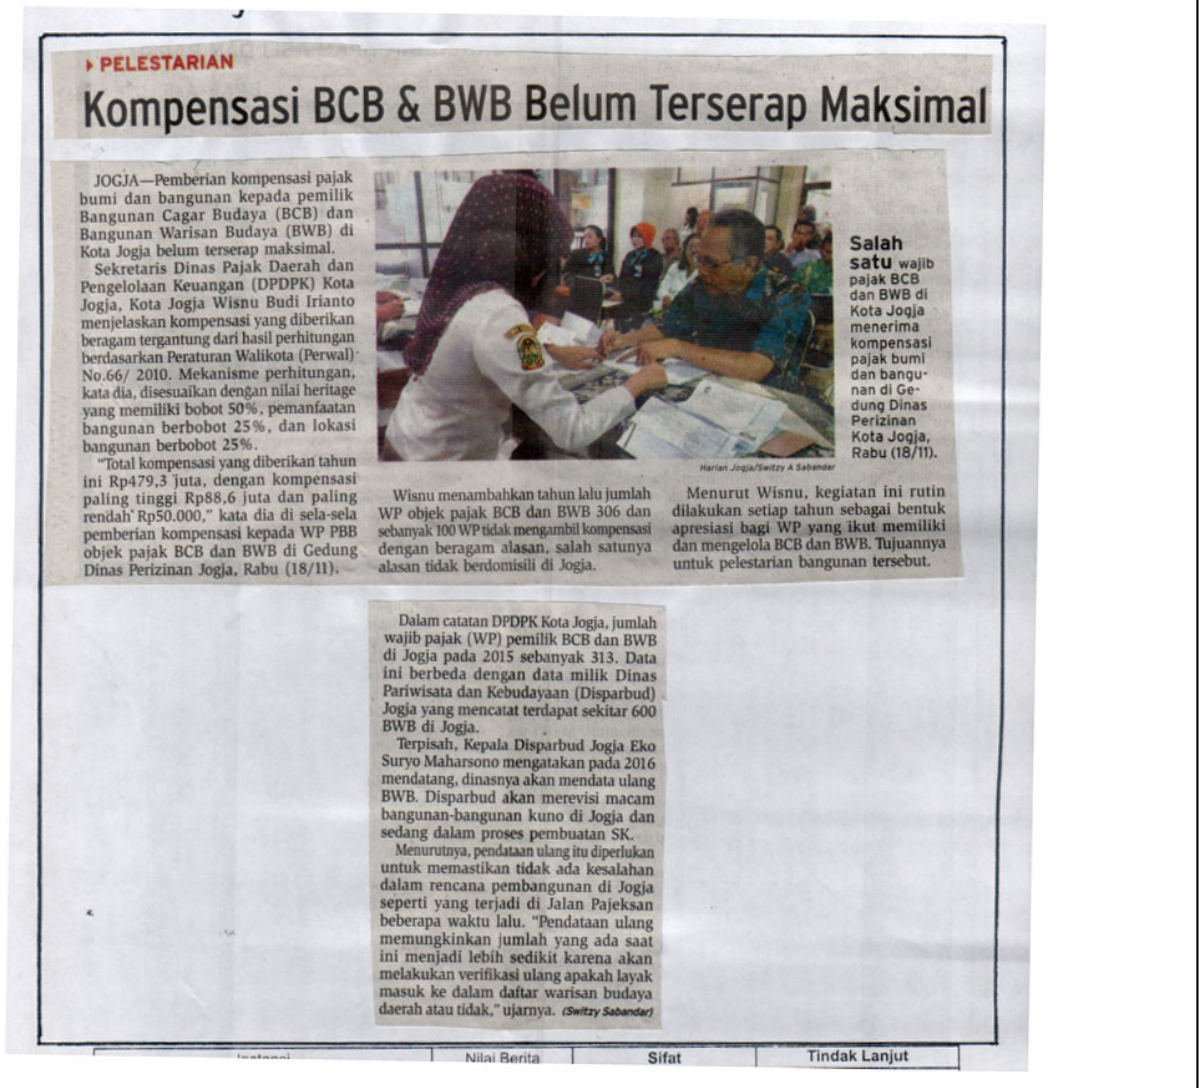 PELESTARIAN
Kompensasi BCB & BWB Belum Terserap Maksimal
JOGJA—Pemberian kompensasi pajak
bumi dan bangunan kepada pemilik
Bangunan Cagar Budaya (BCB) dan
Bangunan Warisan Budaya (BWB) di
Kota Jogja belum terserap maksimal.
Sekretaris Dinas Pajak Daerah dan
Pengelolaan Keuangan (DPDPK) Kota
Jogja, Kota Jogja Wisnu Budi Irianto
menjelaskan kompensasi yang diberikan
beragam tergantung dari hasil perhitungan
berdasarkan Peraturan Walikota (Perwal)
No.66/ 2010. Mekanisme perhitungan,
kata dia, disesuaikan dengan nilai heritage
yang memiliki bobot 50%, pemanfaatan
bangunan berbobot 25%, dan lokasi
bangunan berbobot 25%.
"Total kompensasi yang diberikan tahun
ini Rp479,3 juta, dengan kompensasi
paling tinggi Rp88,6 juta dan paling
rendah Rp50.000," kata dia di sela-sela
pemberian kompensasi kepada WP PBB
objek pajak BCB dan BWB di Gedung
Dinas Perizinan Jogja, Rabu (18/11).
Salah
satu wajib
pajak BCB
dan BWB di
Kota Jogja
menerima
kompensasi
pajak bumi
dan bangu-
nan di Ge-
dung Dinas
Perizinan
Kota Jogja,
Rabu (18/11).
Harian Jogja/Switzy A Sabandar
Wisnu menambahkan tahun lalu jumlah
WP objek pajak BCB dan BWB 306 dan
sebanyak 100 WP tidak mengambil kompensasi
dengan beragam alasan, salah satunya
alasan tidak berdomisili di Jogja.
Menurut Wisnu, kegiatan ini rutin
dilakukan setiap tahun sebagai bentuk
apresiasi bagi WP yang ikut memiliki
dan mengelola BCB dan BWB. Tujuannya
untuk pelestarian bangunan tersebut.
Dalam catatan DPDPK Kota Jogja, jumlah
wajib pajak (WP) pemilik BCB dan BWB
di Jogja pada 2015 sebanyak 313. Data
ini berbeda dengan data milik Dinas
Pariwisata dan Kebudayaan (Disparbud)
Jogja yang mencatat terdapat sekitar 600
BWB di Jogja.
Terpisah, Kepala Disparbud Jogja Eko
Suryo Maharsono mengatakan pada 2016
mendatang, dinasnya akan mendata ulang
BWB. Disparbud akan merevisi macam
bangunan-bangunan kuno di Jogja dan
sedang dalam proses pembuatan SK.
Menurutnya, pendataan ulang itu diperlukan
untuk memastikan tidak ada kesalahan
dalam rencana pembangunan di Jogja
seperti yang terjadi di Jalan Pajeksan
beberapa waktu lalu. "Pendataan ulang
memungkinkan jumlah yang ada saat
ini menjadi lebih sedikit karena akan
melakukan verifikasi ulang apakah layak
masuk ke dalam daftar warisan budaya
daerah atau tidak," ujarnya. (Switzy Sabandar)
Nilai Berita
Sifat
Tindak Lanjut